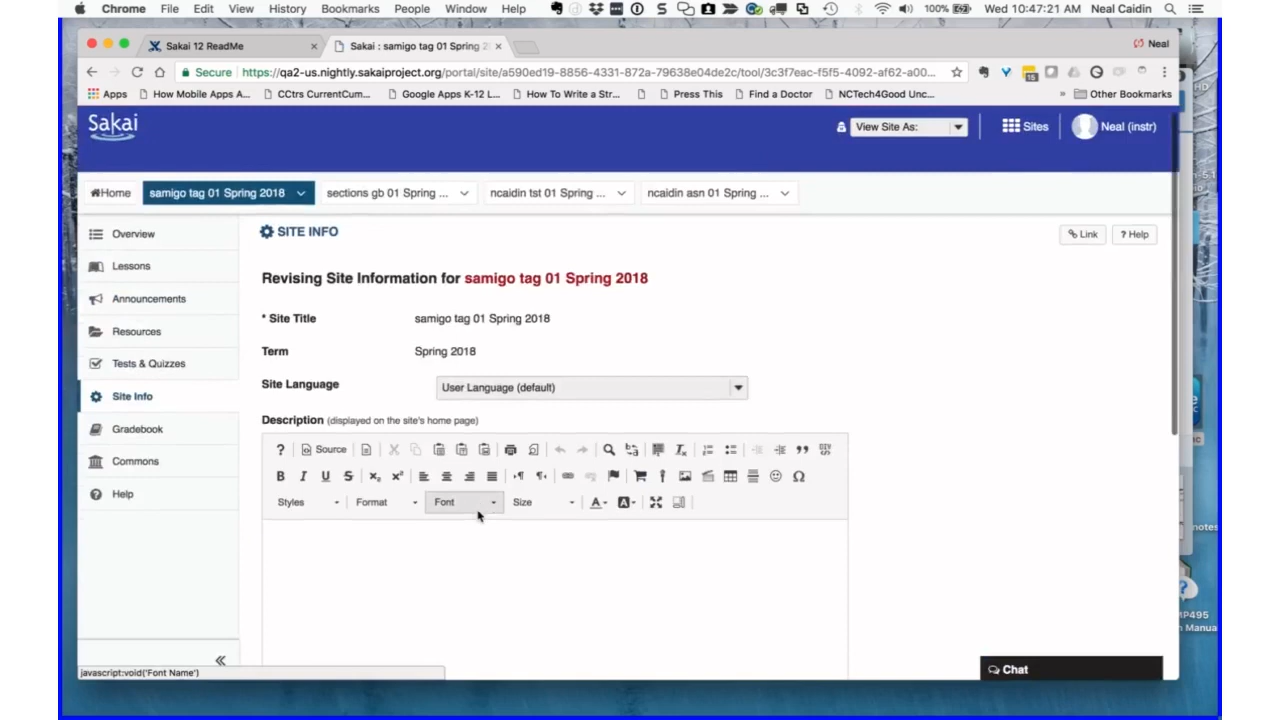 Chrome File Edit View History Bookmarks People Window Help 100% Wed 10:47:21 AM Neal Caidin
Sakai 12 ReadMe × Sakai : samigo tag 01 Spring 2 × Neal
Secure https://qa2-us.nightly.sakaiproject.org/portal/site/a590ed19-8856-4331-872a-79638e04de2c/tool/3c3f7eac-f5f5-4092-af62-a00...
Apps How Mobile Apps A... CCtrs CurrentCum... Google Apps K-12 L... How To Write a Str... Press This Find a Doctor NCTech4Good Unc... » Other Bookmarks
Sakai View Site As: Sites Neal (instr)
Home samigo tag 01 Spring 2018 sections gb 01 Spring ... ncaidin tst 01 Spring ... ncaidin asn 01 Spring ...
Overview
Lessons
Announcements
Resources
Tests & Quizzes
Site Info
Gradebook
Commons
Help
SITE INFO Link ? Help
Revising Site Information for samigo tag 01 Spring 2018
* Site Title samigo tag 01 Spring 2018
Term Spring 2018
Site Language User Language (default)
Description (displayed on the site's home page)
? Source
B I U S x₂ x² Ω
Styles Format Font Size A A
javascript:void('Font Name')
Chat
notes
P495
Manua